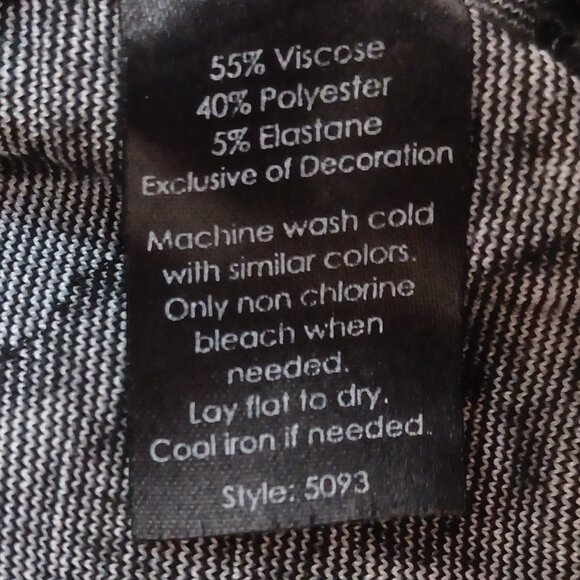 55% Viscose
40% Polyester
5% Elastane
Exclusive of Decoration
Machine wash cold
with similar colors.
Only non chlorine
bleach when
needed.
Lay flat to dry.
Cool iron if needed.
Style: 5093